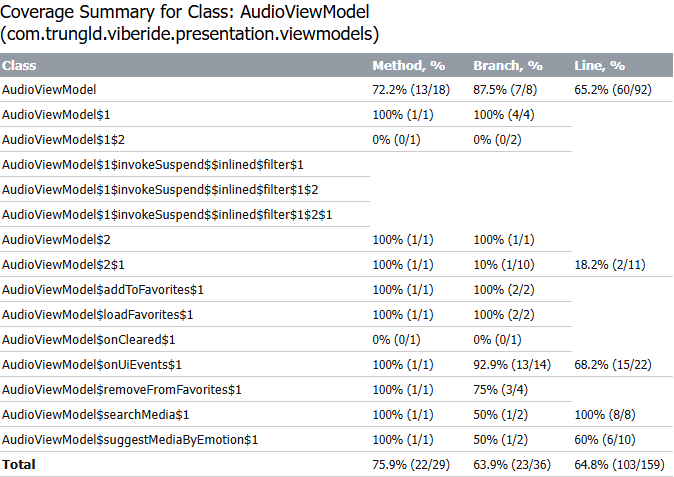 Coverage Summary for Class: AudioViewModel
(com.trungld.viberide.presentation.viewmodels)
Class Method, % Branch, % Line, %
AudioViewModel 72.2% (13/18) 87.5% (7/8) 65.2% (60/92)
AudioViewModel$1 100% (1/1) 100% (4/4)
AudioViewModel$1$2 0% (0/1) 0% (0/2)
AudioViewModel$1$invokeSuspend$$inlined$filter$1
AudioViewModel$1$invokeSuspend$$inlined$filter$1$2
AudioViewModel$1$invokeSuspend$$inlined$filter$1$2$1
AudioViewModel$2 100% (1/1) 100% (1/1)
AudioViewModel$2$1 100% (1/1) 10% (1/10) 18.2% (2/11)
AudioViewModel$addToFavorites$1 100% (1/1) 100% (2/2)
AudioViewModel$loadFavorites$1 100% (1/1) 100% (2/2)
AudioViewModel$onCleared$1 0% (0/1) 0% (0/1)
AudioViewModel$onUiEvents$1 100% (1/1) 92.9% (13/14) 68.2% (15/22)
AudioViewModel$removeFromFavorites$1 100% (1/1) 75% (3/4)
AudioViewModel$searchMedia$1 100% (1/1) 50% (1/2) 100% (8/8)
AudioViewModel$suggestMediaByEmotion$1 100% (1/1) 50% (1/2) 60% (6/10)
Total 75.9% (22/29) 63.9% (23/36) 64.8% (103/159)